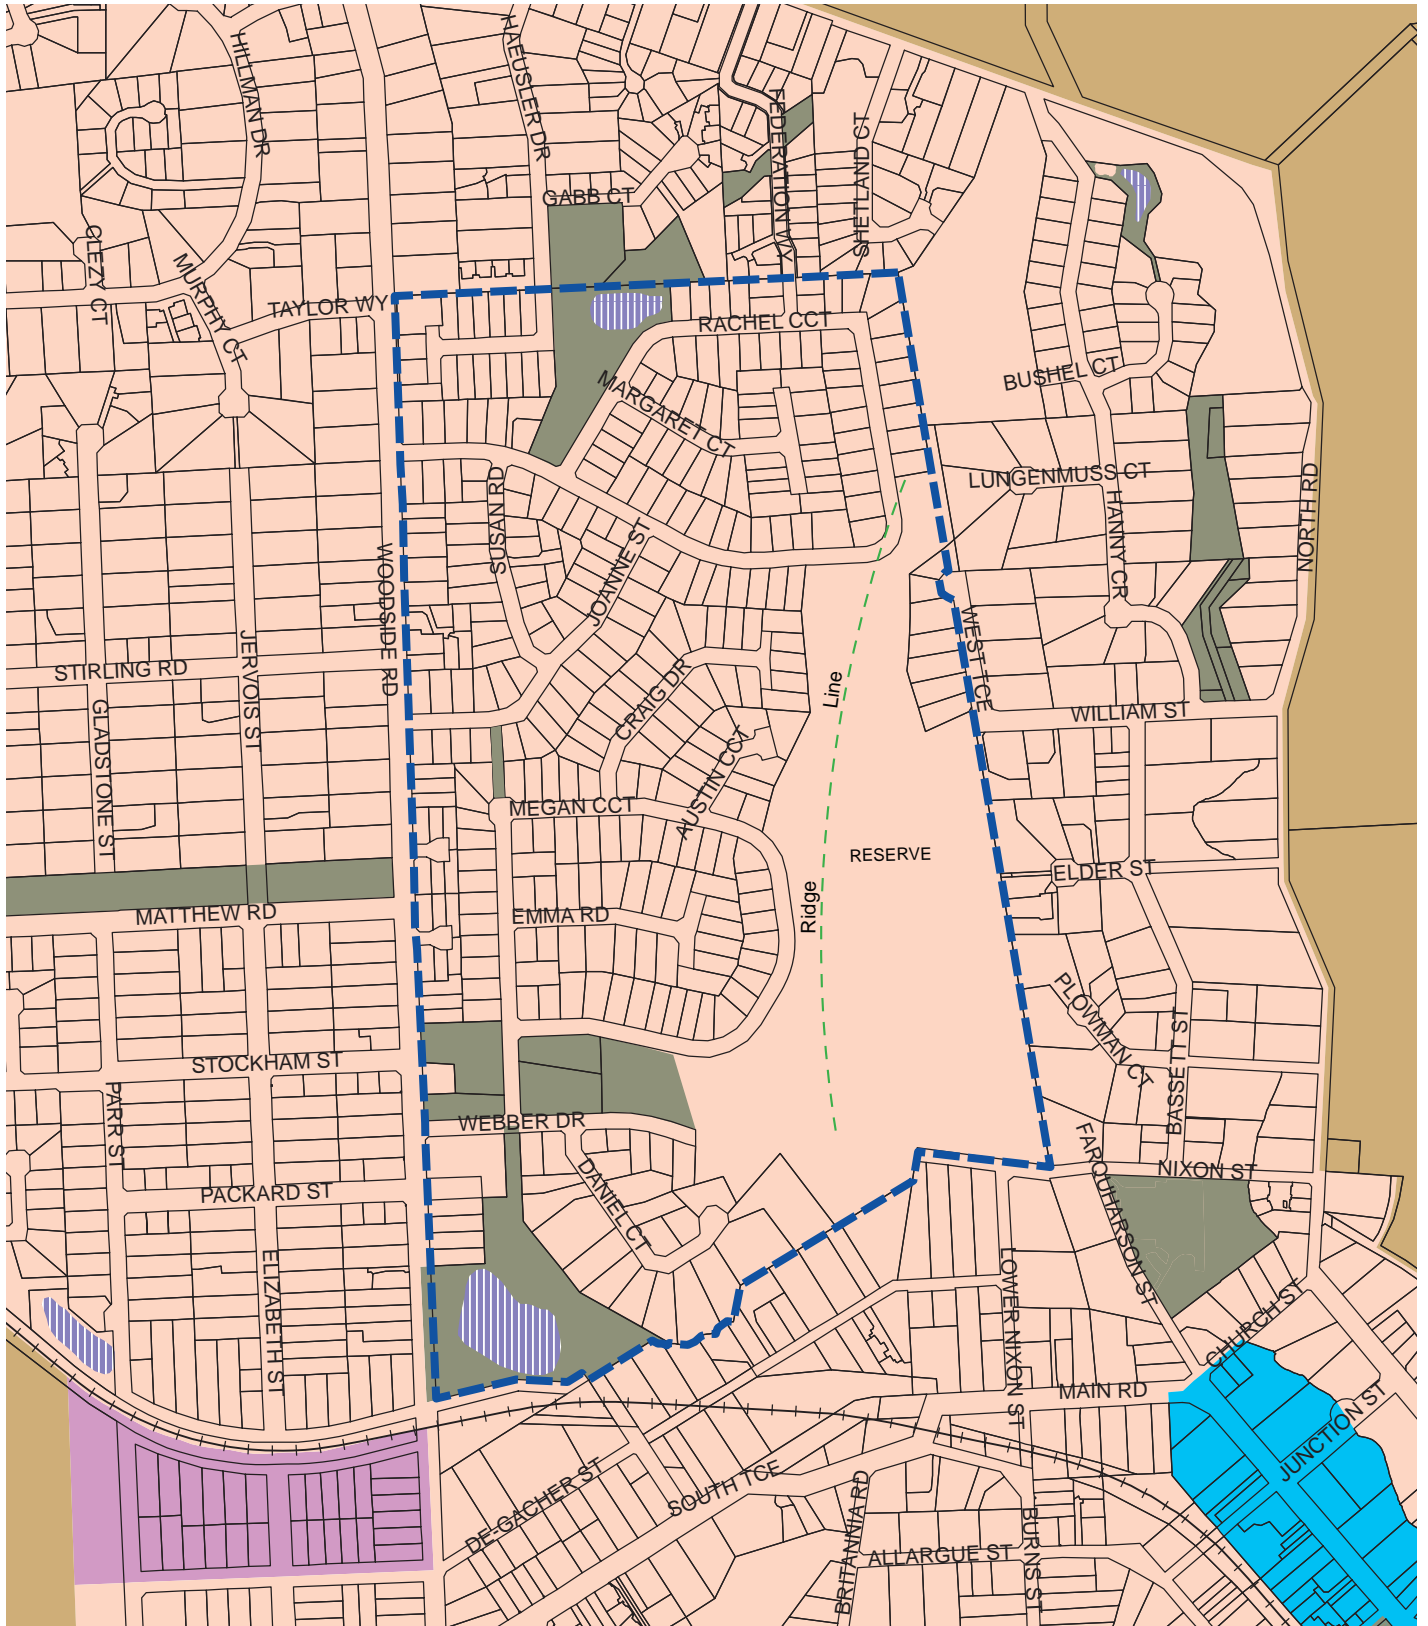 HILLMAN DR
HAEUSLER DR
FEDERATION WY
SHETLAND CT
GABB CT
CLEZY CT
MURPHY CT
TAYLOR WY
RACHEL CCT
MARGARET CT
BUSHEL CT
LUNGENMUSS CT
HANNY CR
NORTH RD
SUSAN RD
JOANNE ST
WOODSIDE RD
STIRLING RD
JERVOIS ST
GLADSTONE ST
CRAIG DR
Line
WEST TCE
WILLIAM ST
AUSTIN CCT
MEGAN CCT
RESERVE
ELDER ST
Ridge
MATTHEW RD
EMMA RD
PLOWMAN CT
BASSETT ST
STOCKHAM ST
PARR ST
WEBBER DR
DANIEL CT
FARQUHARSON ST
NIXON ST
PACKARD ST
ELIZABETH ST
LOWER NIXON ST
CHURCH ST
MAIN RD
JUNCTION ST
DE-GACHER ST
SOUTH TCE
BRITANNIA RD
ALLARGUE ST
BURNS ST